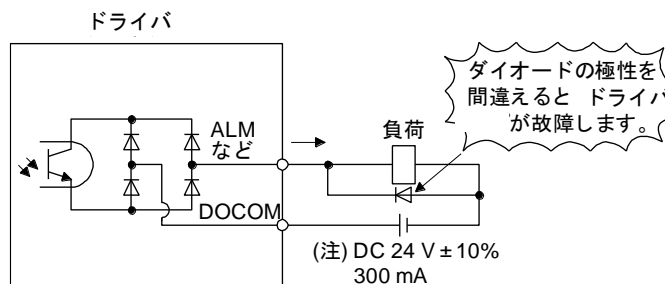 ドライバ
ALM
など
DOCOM
負荷
ダイオードの極性を
間違えると ドライバ
が故障します。
(注) DC 24 V ± 10%
300 mA